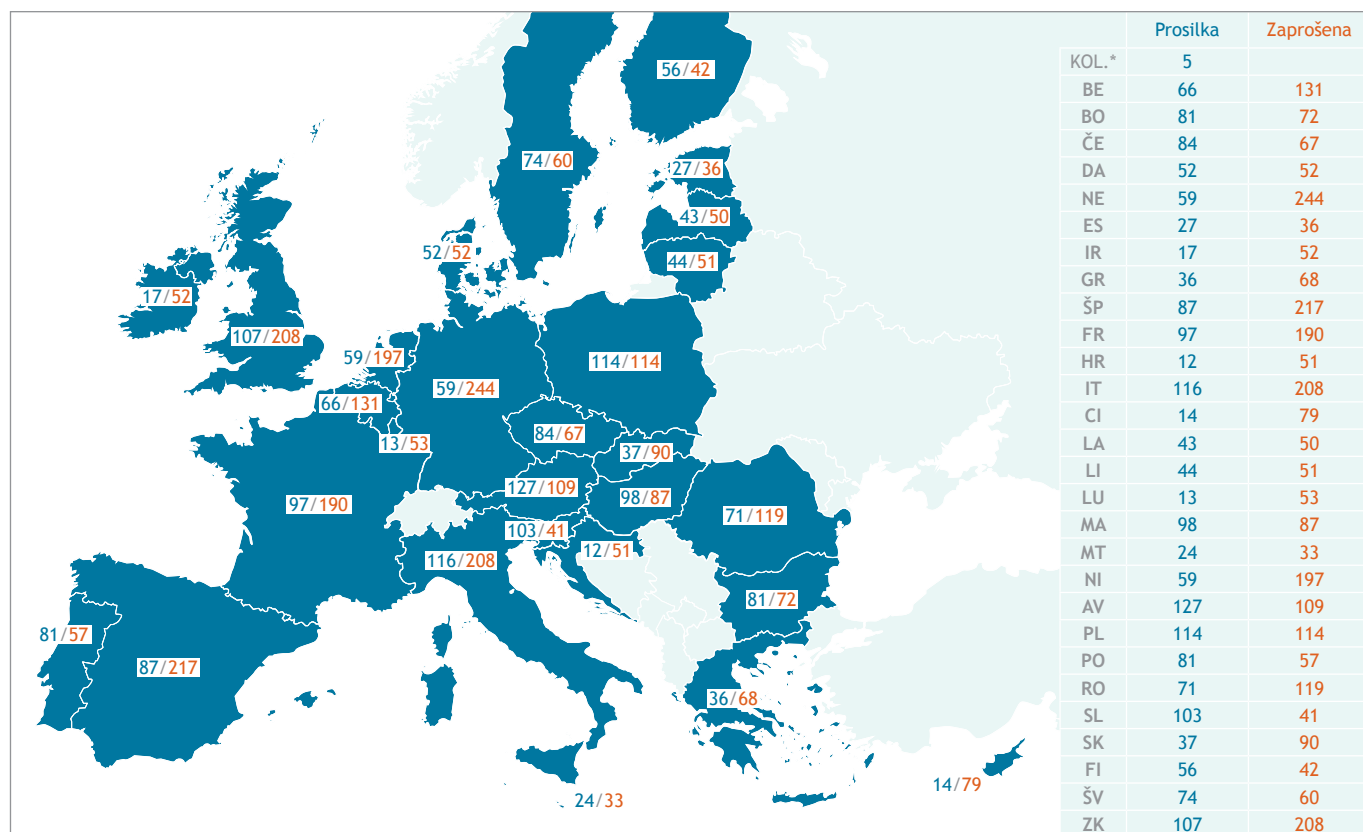 56/42
74/60
27/36
43/50
52/52
44/51
17/52
107/208
59/197
114/114
59/244
66/131
84/67
13/53
37/90
127/109
98/87
97/190
71/119
103/41
12/51
116/208
81/72
81/57
87/217
36/68
14/79
24/33
Prosilka Zaprošena
KOL.* 5
BE 66 131
BO 81 72
ČE 84 67
DA 52 52
NE 59 244
ES 27 36
IR 17 52
GR 36 68
ŠP 87 217
FR 97 190
HR 12 51
IT 116 208
CI 14 79
LA 43 50
LI 44 51
LU 13 53
MA 98 87
MT 24 33
NI 59 197
AV 127 109
PL 114 114
PO 81 57
RO 71 119
SL 103 41
SK 37 90
FI 56 42
ŠV 74 60
ZK 107 208